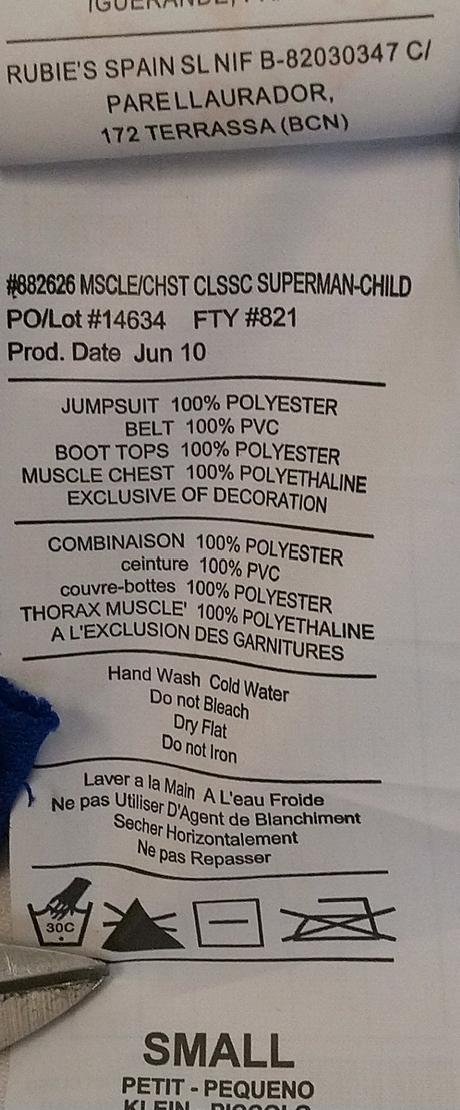 RUBIE'S SPAIN SL NIF B-82030347 C/
PARE LLAURADOR,
172 TERRASSA (BCN)
#882626 MSCLE/CHST CLSSC SUPERMAN-CHILD
PO/Lot #14634 FTY #821
Prod. Date Jun 10
JUMPSUIT 100% POLYESTER
BELT 100% PVC
BOOT TOPS 100% POLYESTER
MUSCLE CHEST 100% POLYETHALINE
EXCLUSIVE OF DECORATION
COMBINAISON 100% POLYESTER
ceinture 100% PVC
couvre-bottes 100% POLYESTER
THORAX MUSCLE' 100% POLYETHALINE
A L'EXCLUSION DES GARNITURES
Hand Wash Cold Water
Do not Bleach
Dry Flat
Do not Iron
Laver a la Main A L'eau Froide
Ne pas Utiliser D'Agent de Blanchiment
Secher Horizontalement
Ne pas Repasser
30C
SMALL
PETIT - PEQUENO
KLEIN - PICCOLO